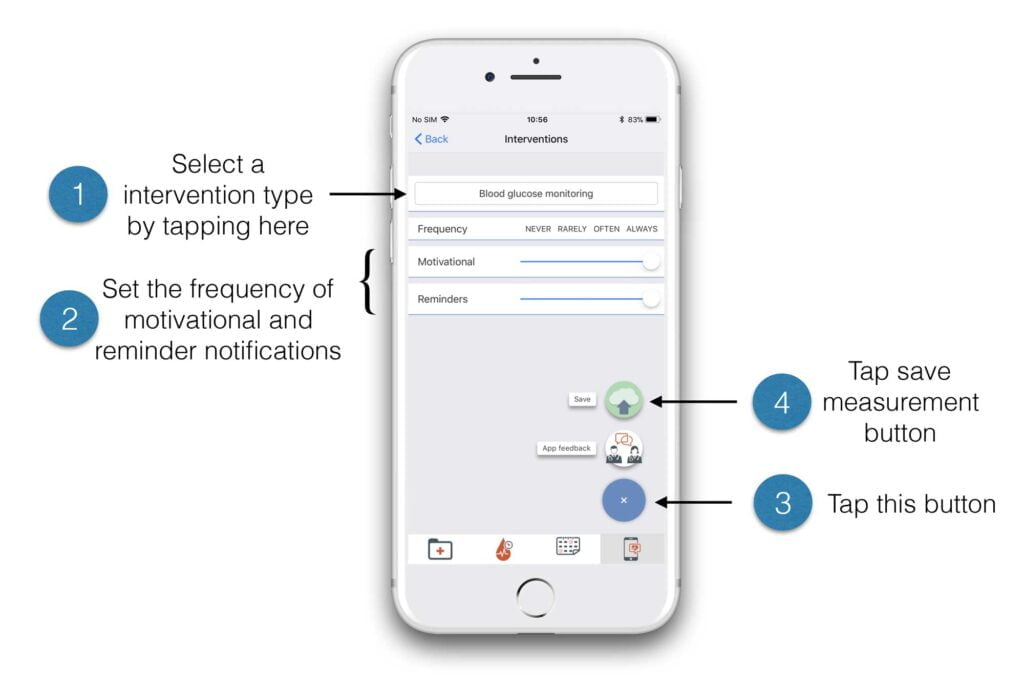 No SIM 10:56 83%
Back Interventions
1
Select a
intervention type
by tapping here
Blood glucose monitoring
Frequency NEVER RARELY OFTEN ALWAYS
2
Set the frequency of
motivational and
reminder notifications
Motivational
Reminders
Save
4
Tap save
measurement
button
App feedback
×
3
Tap this button